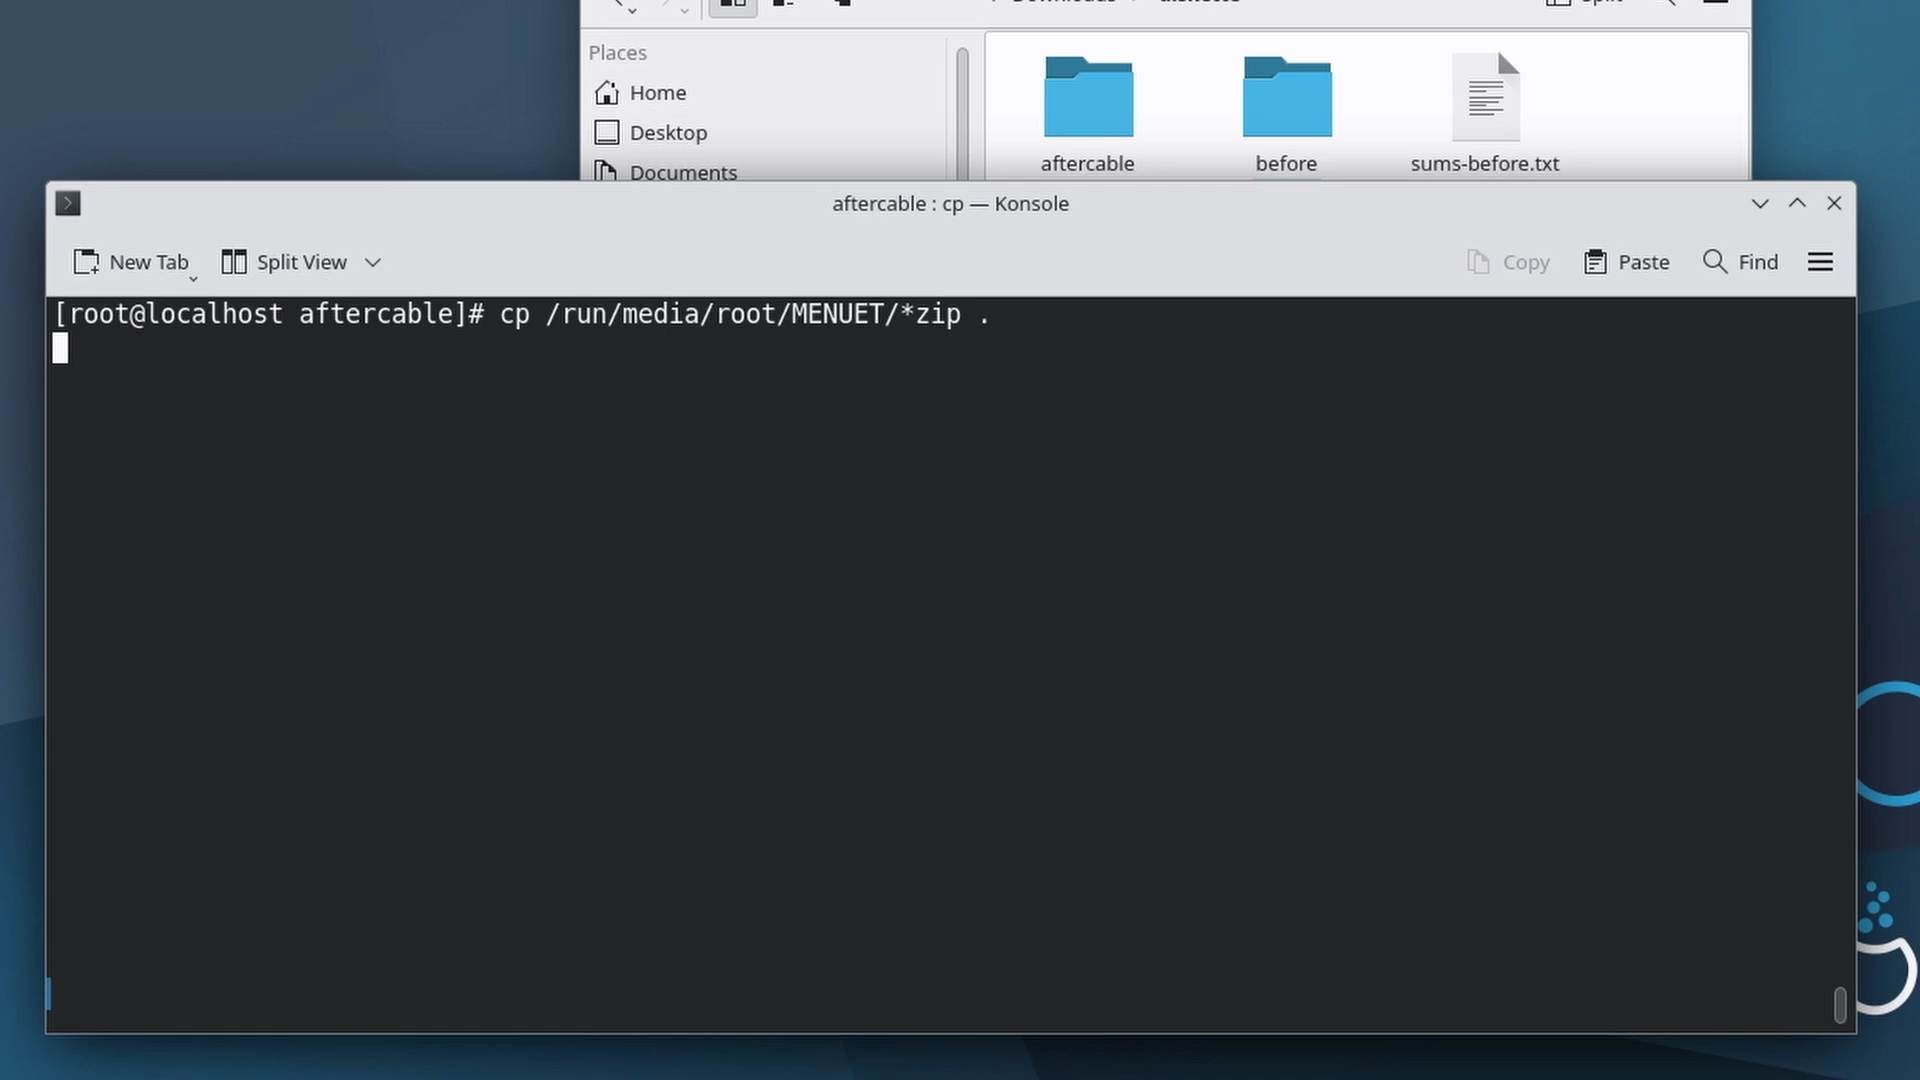 Split
Places
Home
Desktop
Documents
aftercable
before
sums-before.txt
aftercable : cp — Konsole
New Tab
Split View
Copy
Paste
Find
[root@localhost aftercable]# cp /run/media/root/MENUET/*zip .